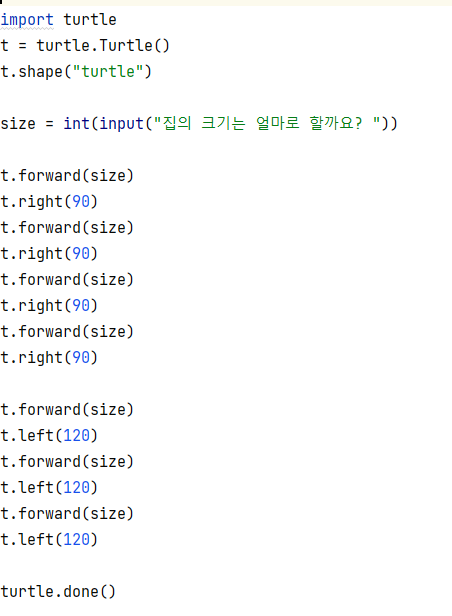 import turtle
t = turtle.Turtle()
t.shape("turtle")
size = int(input("집의 크기는 얼마로 할까요? "))
t.forward(size)
t.right(90)
t.forward(size)
t.right(90)
t.forward(size)
t.right(90)
t.forward(size)
t.right(90)
t.forward(size)
t.left(120)
t.forward(size)
t.left(120)
t.forward(size)
t.left(120)
turtle.done()